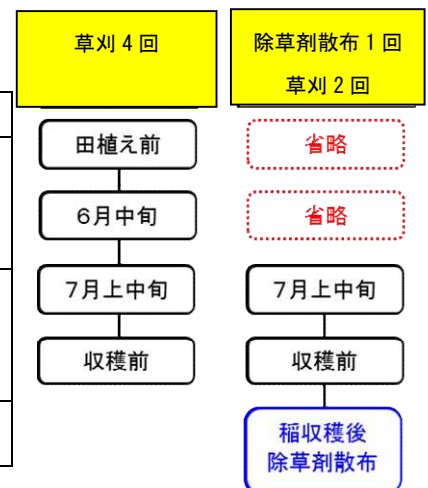 草刈4回
田植え前
6月中旬
7月上中旬
収穫前
除草剤散布1回
草刈2回
省略
省略
7月上中旬
収穫前
稲収穫後
除草剤散布